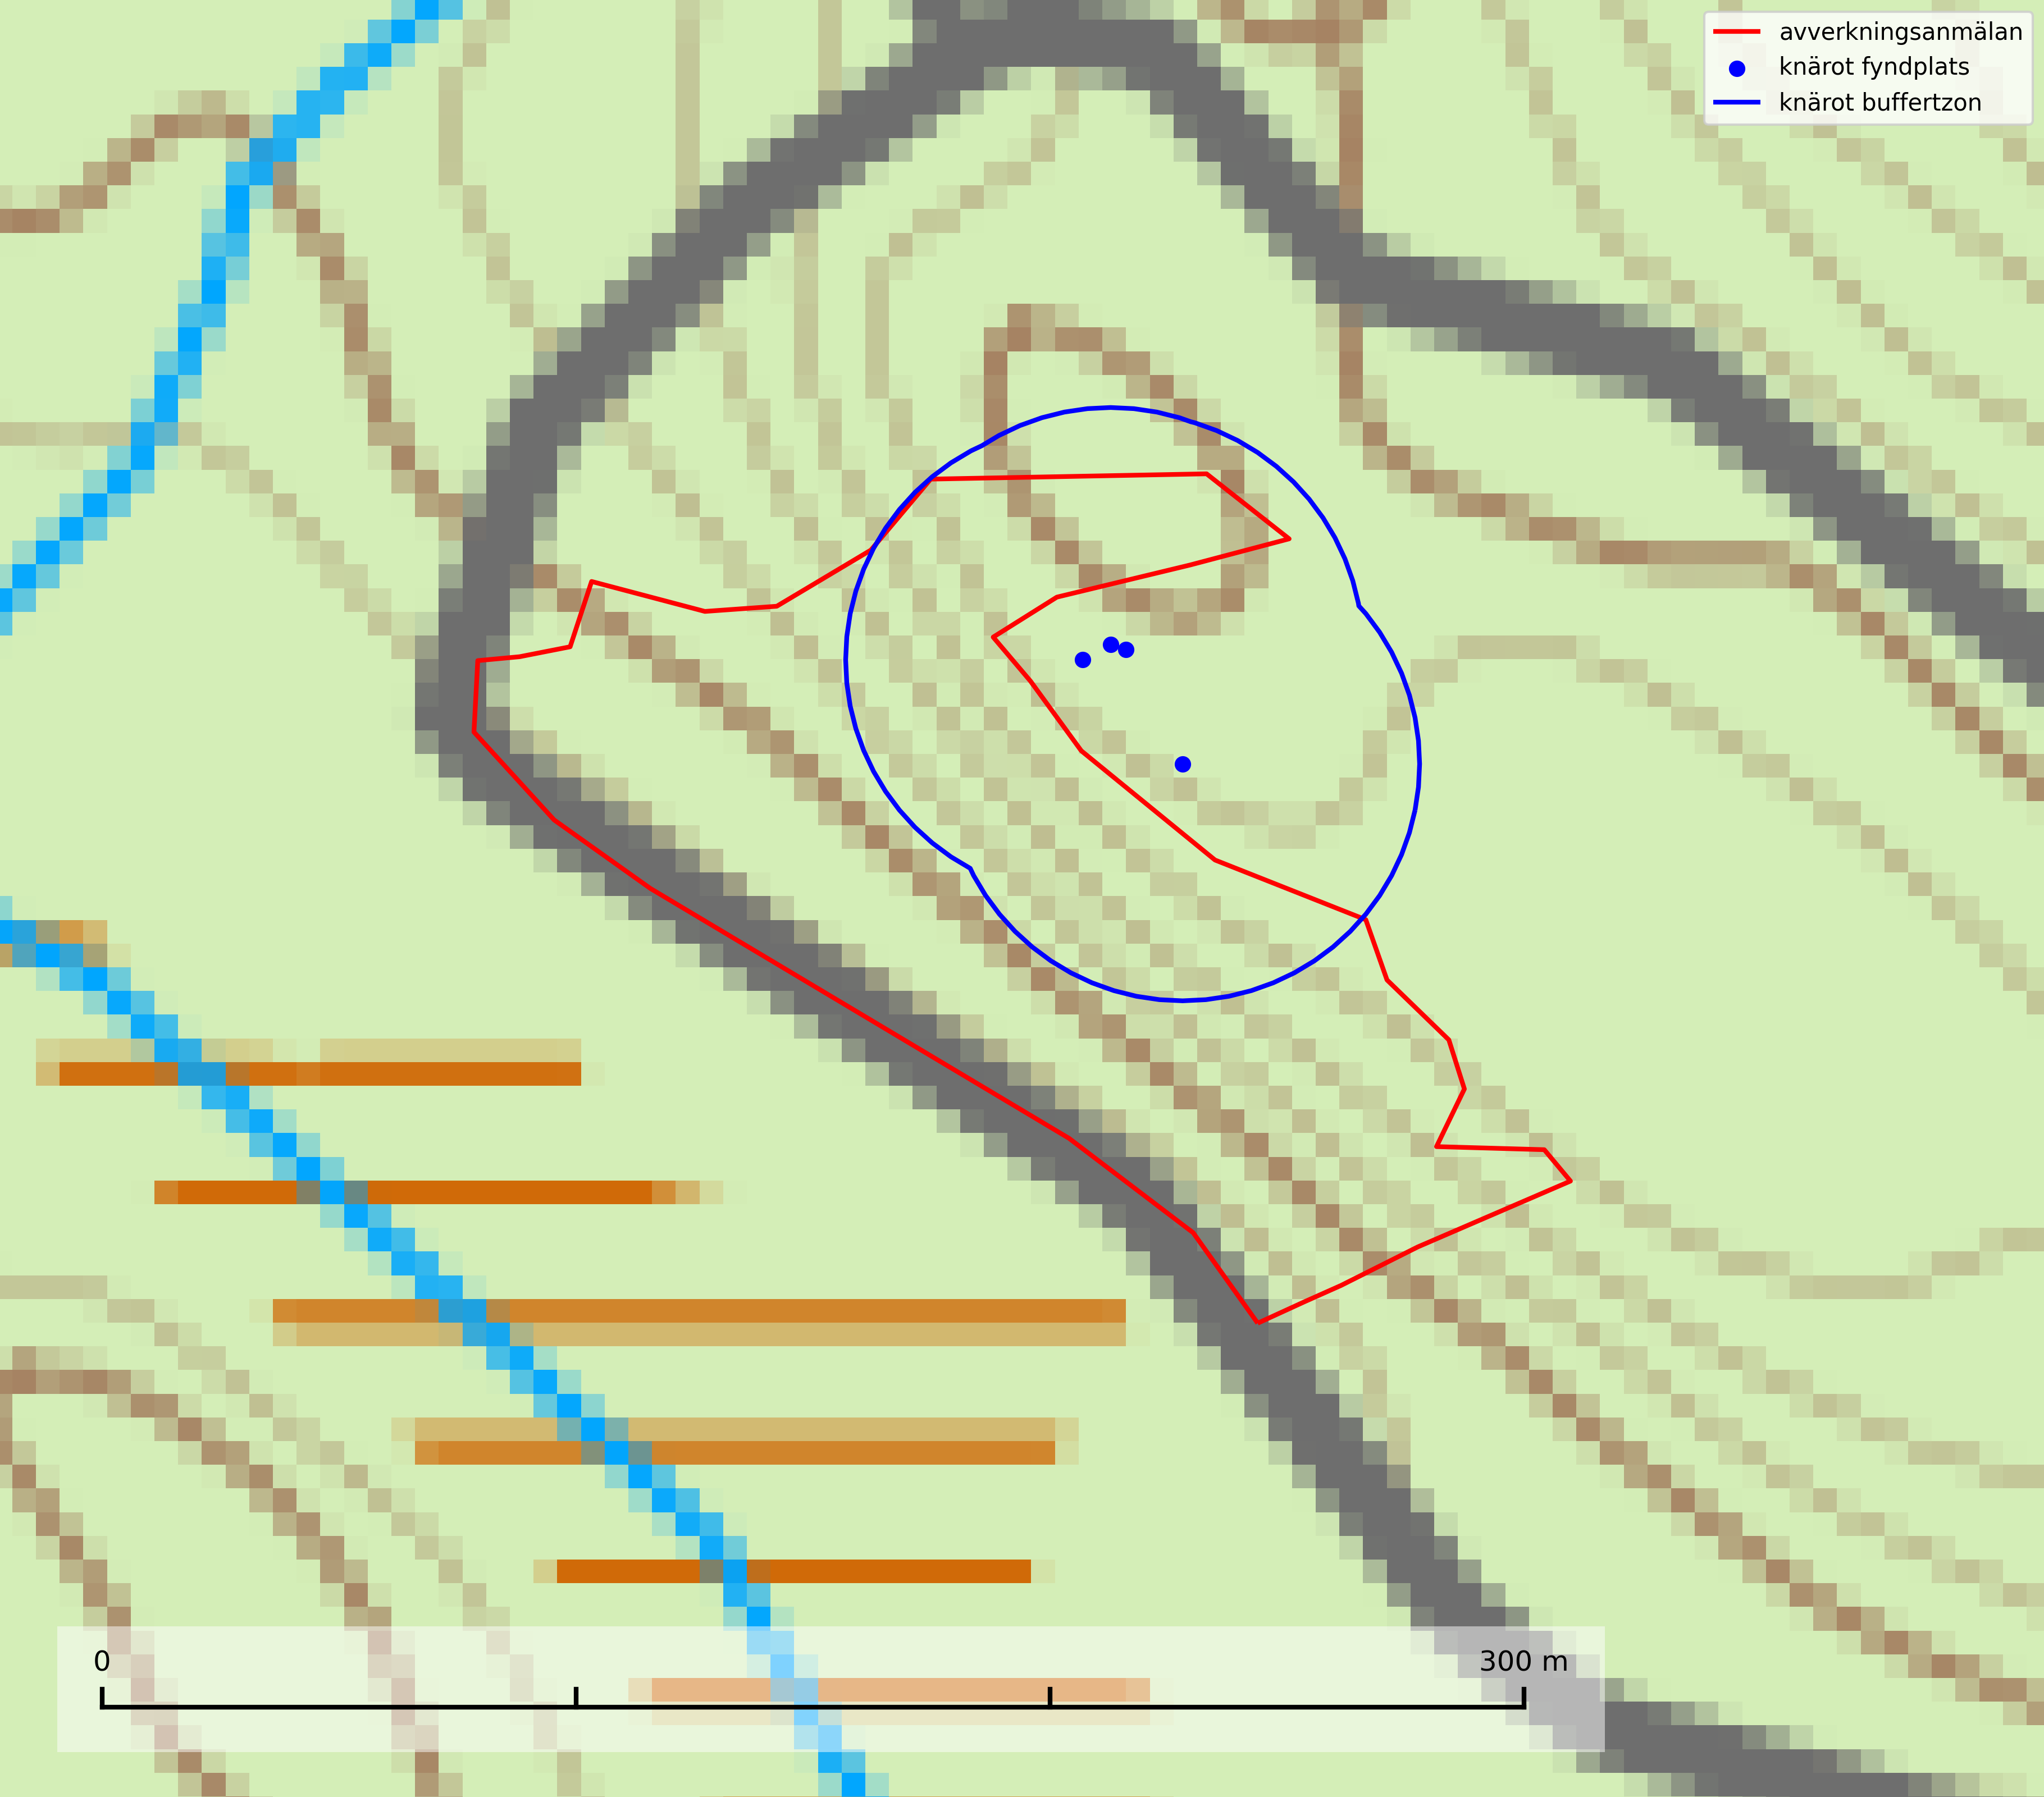 avverkningsanmälan
knärot fyndplats
knärot buffertzon
0
300 m